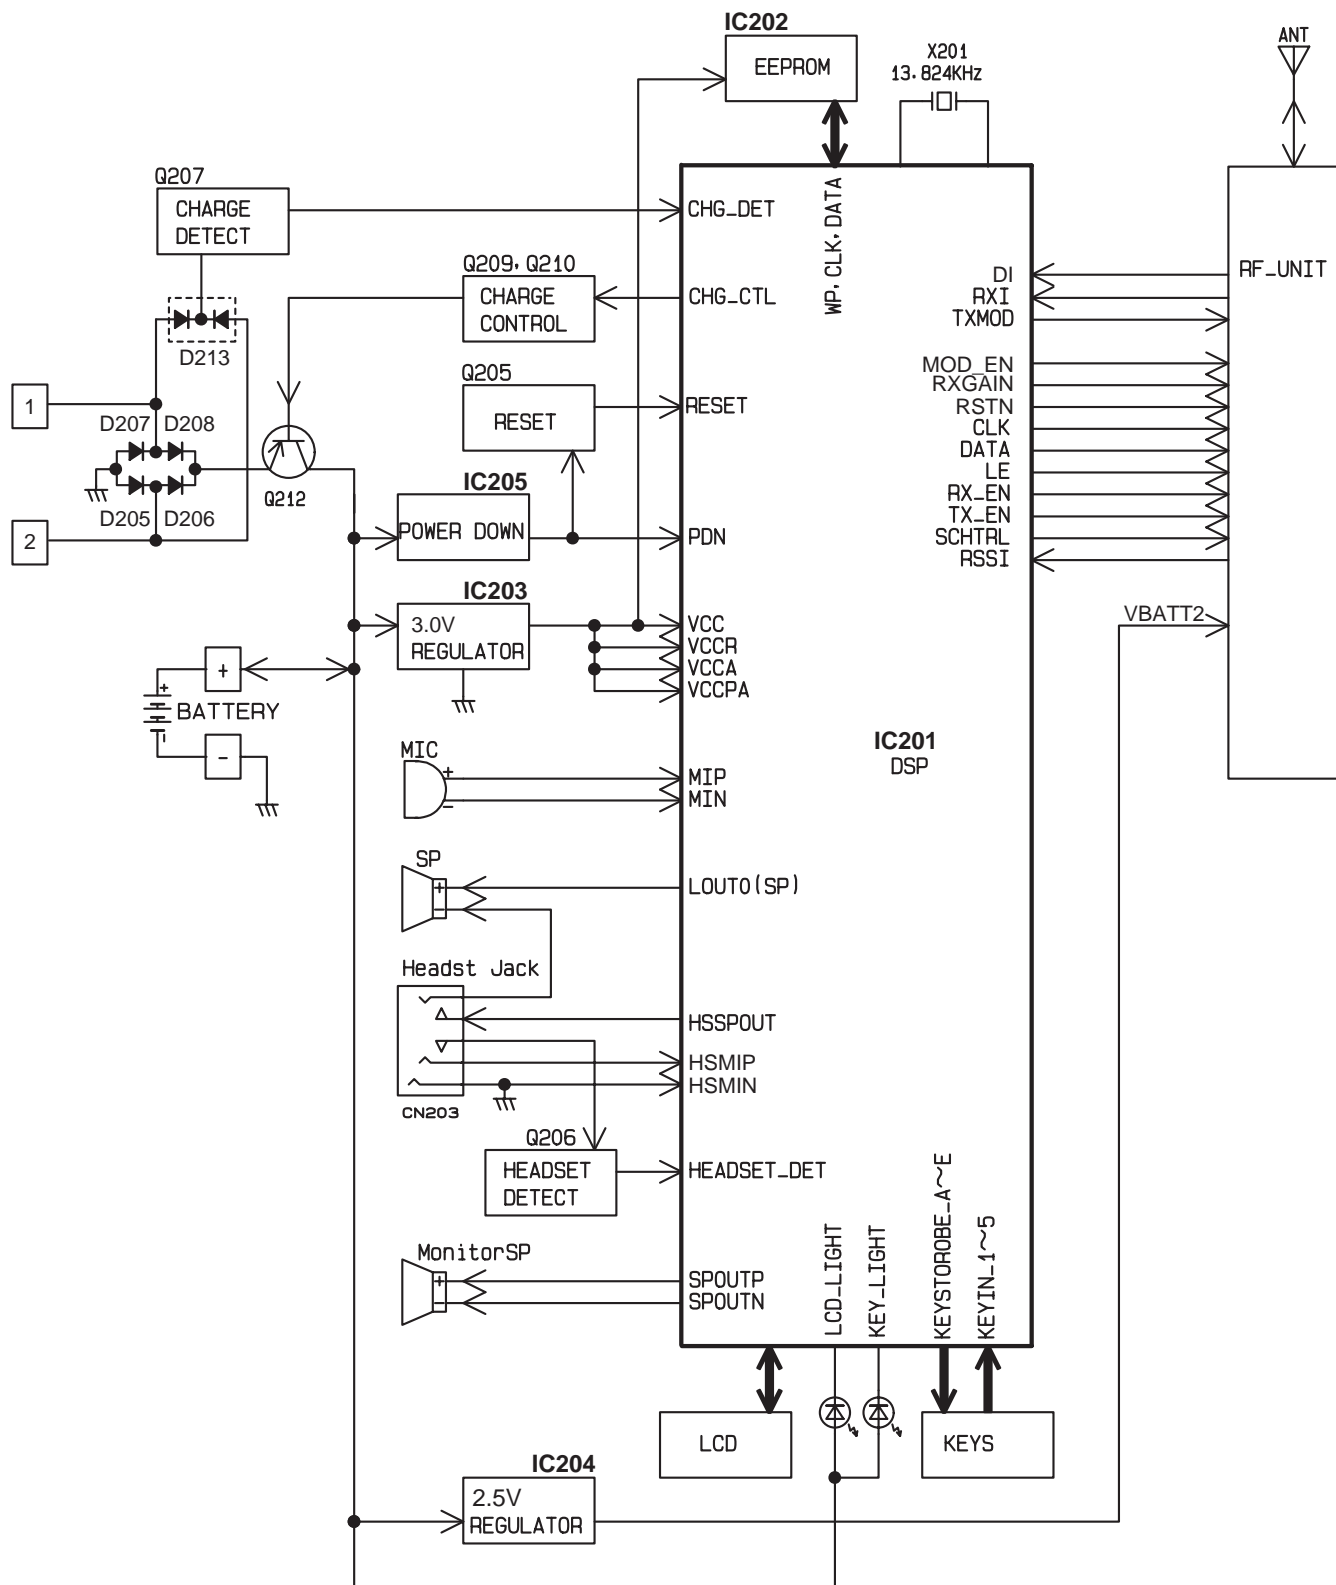 IC202
EEPROM
X201
13.824KHz
ANT
Q207
CHARGE
DETECT
CHG_DET
WP,CLK,DATA
Q209,Q210
CHARGE
CONTROL
CHG_CTL
D213
DI
RXI
TXMOD
RF_UNIT
MOD_EN
RXGAIN
RSTN
CLK
DATA
LE
RX_EN
TX_EN
SCHTRL
RSSI
1
D207
D208
Q205
RESET
RESET
Q212
D205
D206
2
IC205
POWER DOWN
PDN
IC203
3.0V
REGULATOR
VCC
VCCR
VCCA
VCCPA
VBATT2
+
+
BATTERY
-
-
IC201
DSP
MIC
+
-
MIP
MIN
SP
+
-
LOUT0(SP)
Headst Jack
HSSPOUT
HSMIP
HSMIN
CN203
Q206
HEADSET
DETECT
HEADSET_DET
MonitorSP
+
-
SPOUTP
SPOUTN
LCD_LIGHT
KEY_LIGHT
KEYSTOROBE_A~E
KEYIN_1~5
LCD
KEYS
IC204
2.5V
REGULATOR